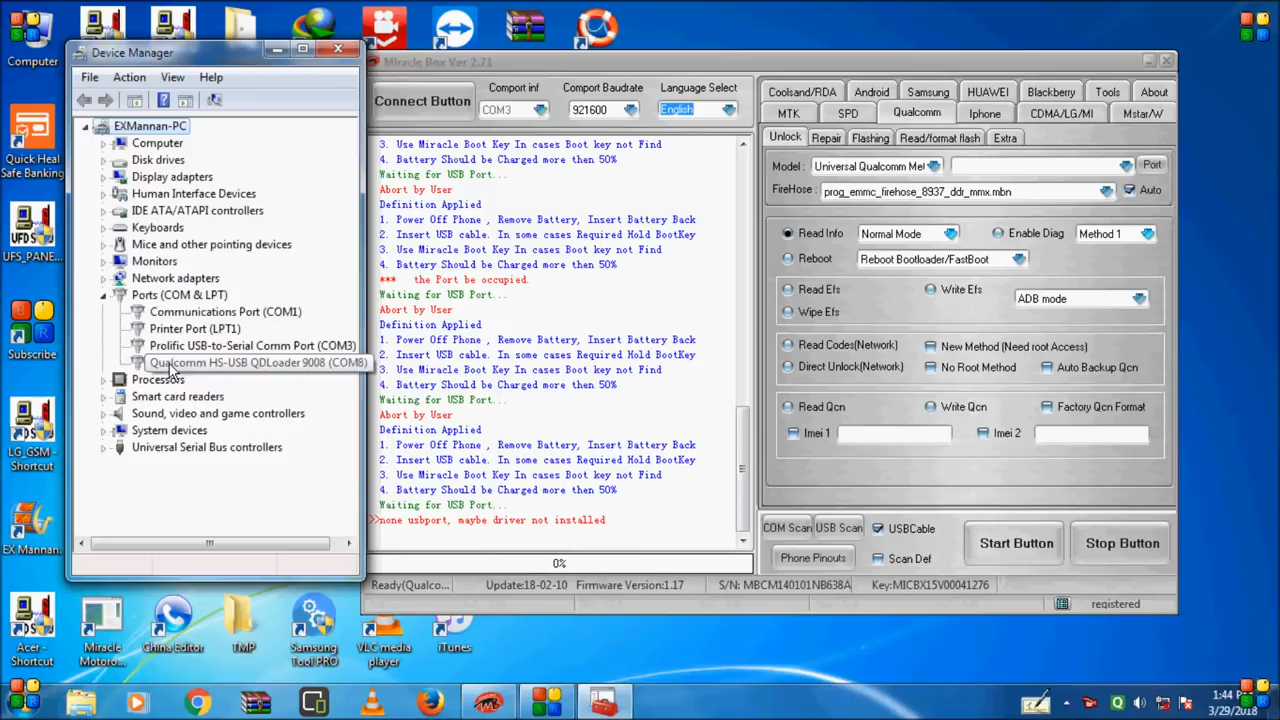 Computer
Quick Heal
Safe Banking
UFS_PANE...
Subscribe
LG_GSM -
Shortcut
EX Mannan...
Acer -
Shortcut
Miracle
Motoro...
China Editor
TMP
Samsung
Tool PRO
VLC media
player
iTunes
Device Manager
File Action View Help
EXMannan-PC
Computer
Disk drives
Display adapters
Human Interface Devices
IDE ATA/ATAPI controllers
Keyboards
Mice and other pointing devices
Monitors
Network adapters
Ports (COM & LPT)
Communications Port (COM1)
Printer Port (LPT1)
Prolific USB-to-Serial Comm Port (COM3)
Qualcomm HS-USB QDLoader 9008 (COM8)
Processors
Smart card readers
Sound, video and game controllers
System devices
Universal Serial Bus controllers
Miracle Box Ver 2.71
Connect Button
Comport inf Comport Baudrate Language Select
COM3 921600 English
3. Use Miracle Boot Key In cases Boot key not Find
4. Battery Should be Charged more then 50%
Waiting for USB Port...
Abort by User
Definition Applied
1. Power Off Phone , Remove Battery, Insert Battery Back
2. Insert USB cable. In some cases Required Hold BootKey
3. Use Miracle Boot Key In cases Boot key not Find
4. Battery Should be Charged more then 50%
*** the Port be occupied.
Waiting for USB Port...
Abort by User
Definition Applied
1. Power Off Phone , Remove Battery, Insert Battery Back
2. Insert USB cable. In some cases Required Hold BootKey
3. Use Miracle Boot Key In cases Boot key not Find
4. Battery Should be Charged more then 50%
Waiting for USB Port...
Abort by User
Definition Applied
1. Power Off Phone , Remove Battery, Insert Battery Back
2. Insert USB cable. In some cases Required Hold BootKey
3. Use Miracle Boot Key In cases Boot key not Find
4. Battery Should be Charged more then 50%
Waiting for USB Port...
>>none usbport, maybe driver not installed
0%
Coolsand/RDA Android Samsung HUAWEI Blackberry Tools About
MTK SPD Qualcomm Iphone CDMA/LG/MI Mstar/W
Unlock Repair Flashing Read/format flash Extra
Model : Universal Qualcomm Mel Port
FireHose : prog_emmc_firehose_8937_ddr_mmx.mbn Auto
Read Info Normal Mode Enable Diag Method 1
Reboot Reboot Bootloader/FastBoot
Read Efs Write Efs ADB mode
Wipe Efs
Read Codes(Network) New Method (Need root Access)
Direct Unlock(Network) No Root Method Auto Backup Qcn
Read Qcn Write Qcn Factory Qcn Format
Imei 1 Imei 2
COM Scan USB Scan USBCable Start Button Stop Button
Phone Pinouts Scan Def
Ready(Qualco... Update:18-02-10 Firmware Version:1.17 S/N: MBCM140101NB638A Key:MICBX15V00041276
registered
1:44 PM
3/29/2018